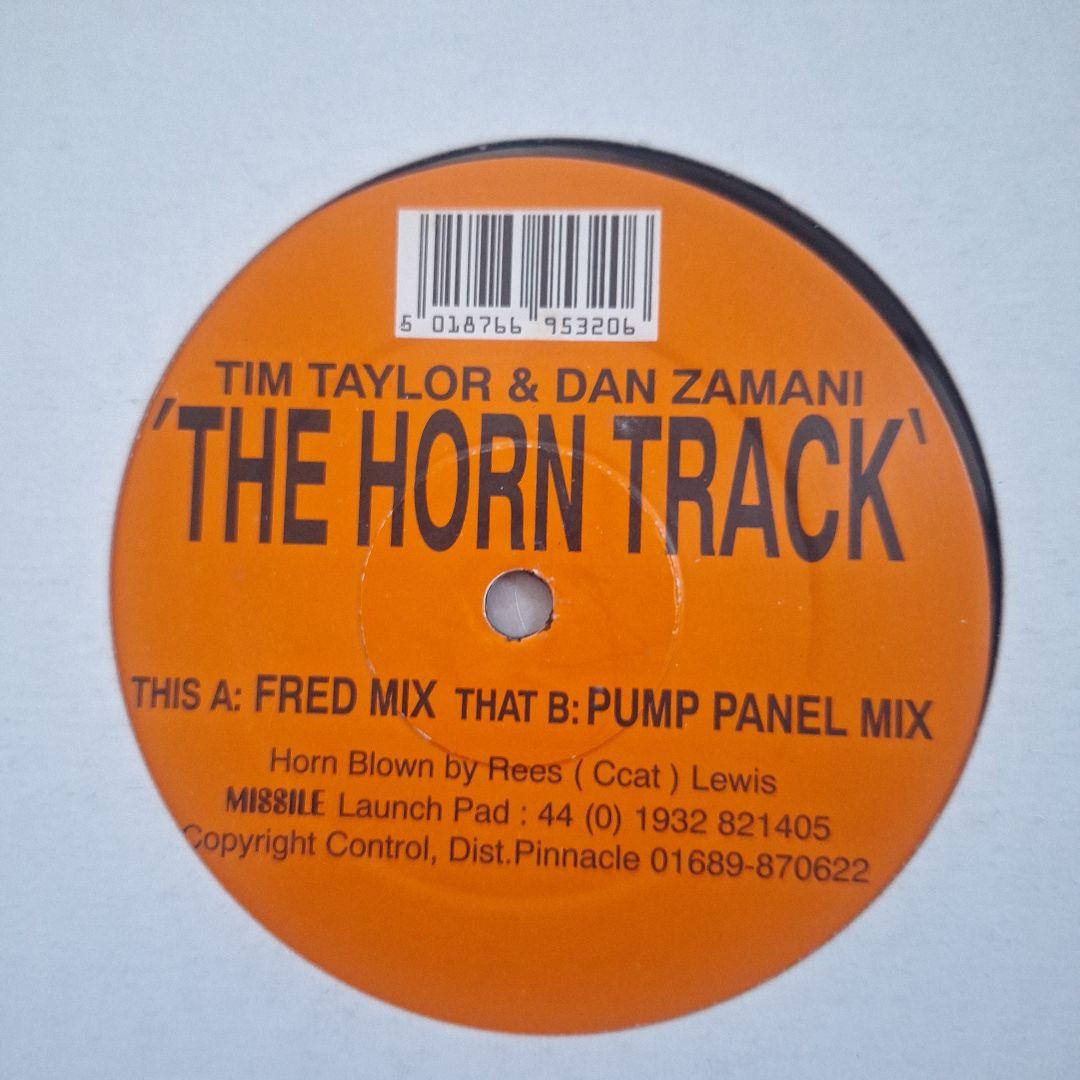 5 018766 953206
TIM TAYLOR & DAN ZAMANI
'THE HORN TRACK'
THIS A: FRED MIX THAT B: PUMP PANEL MIX
Horn Blown by Rees ( Ccat ) Lewis
MISSILE Launch Pad : 44 (0) 1932 821405
Copyright Control, Dist.Pinnacle 01689-870622